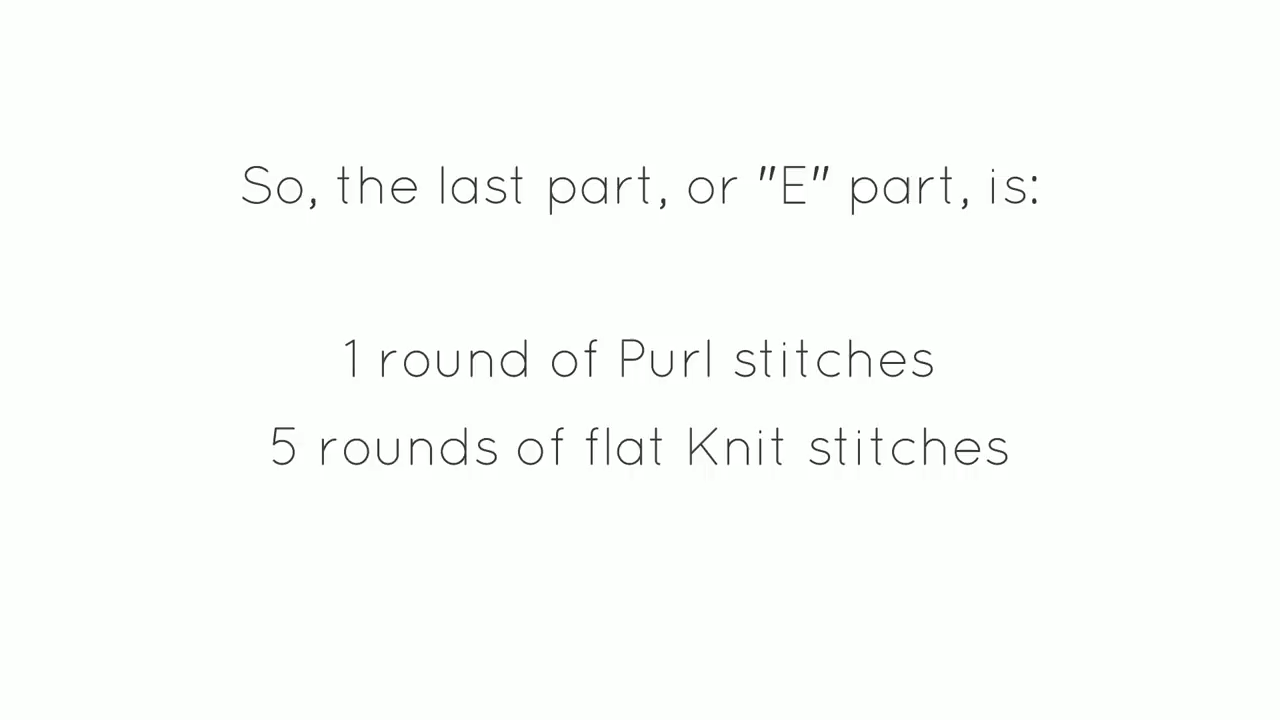 So, the last part, or "E" part, is:
1 round of Purl stitches
5 rounds of flat Knit stitches